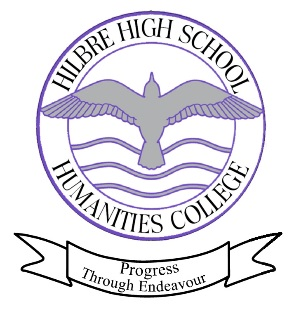 HILBRE HIGH SCHOOL
HUMANITIES COLLEGE
Progress
Through Endeavour